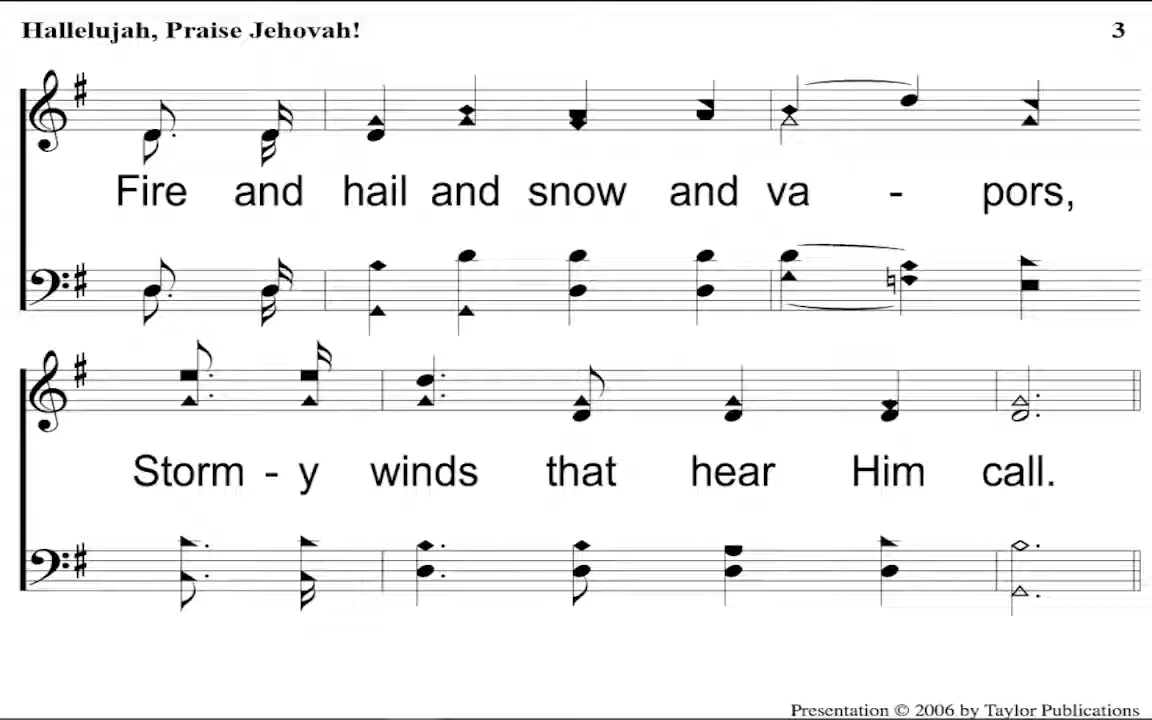 Hallelujah, Praise Jehovah! 3
Fire and hail and snow and va - pors,
Storm - y winds that hear Him call.
Presentation © 2006 by Taylor Publications